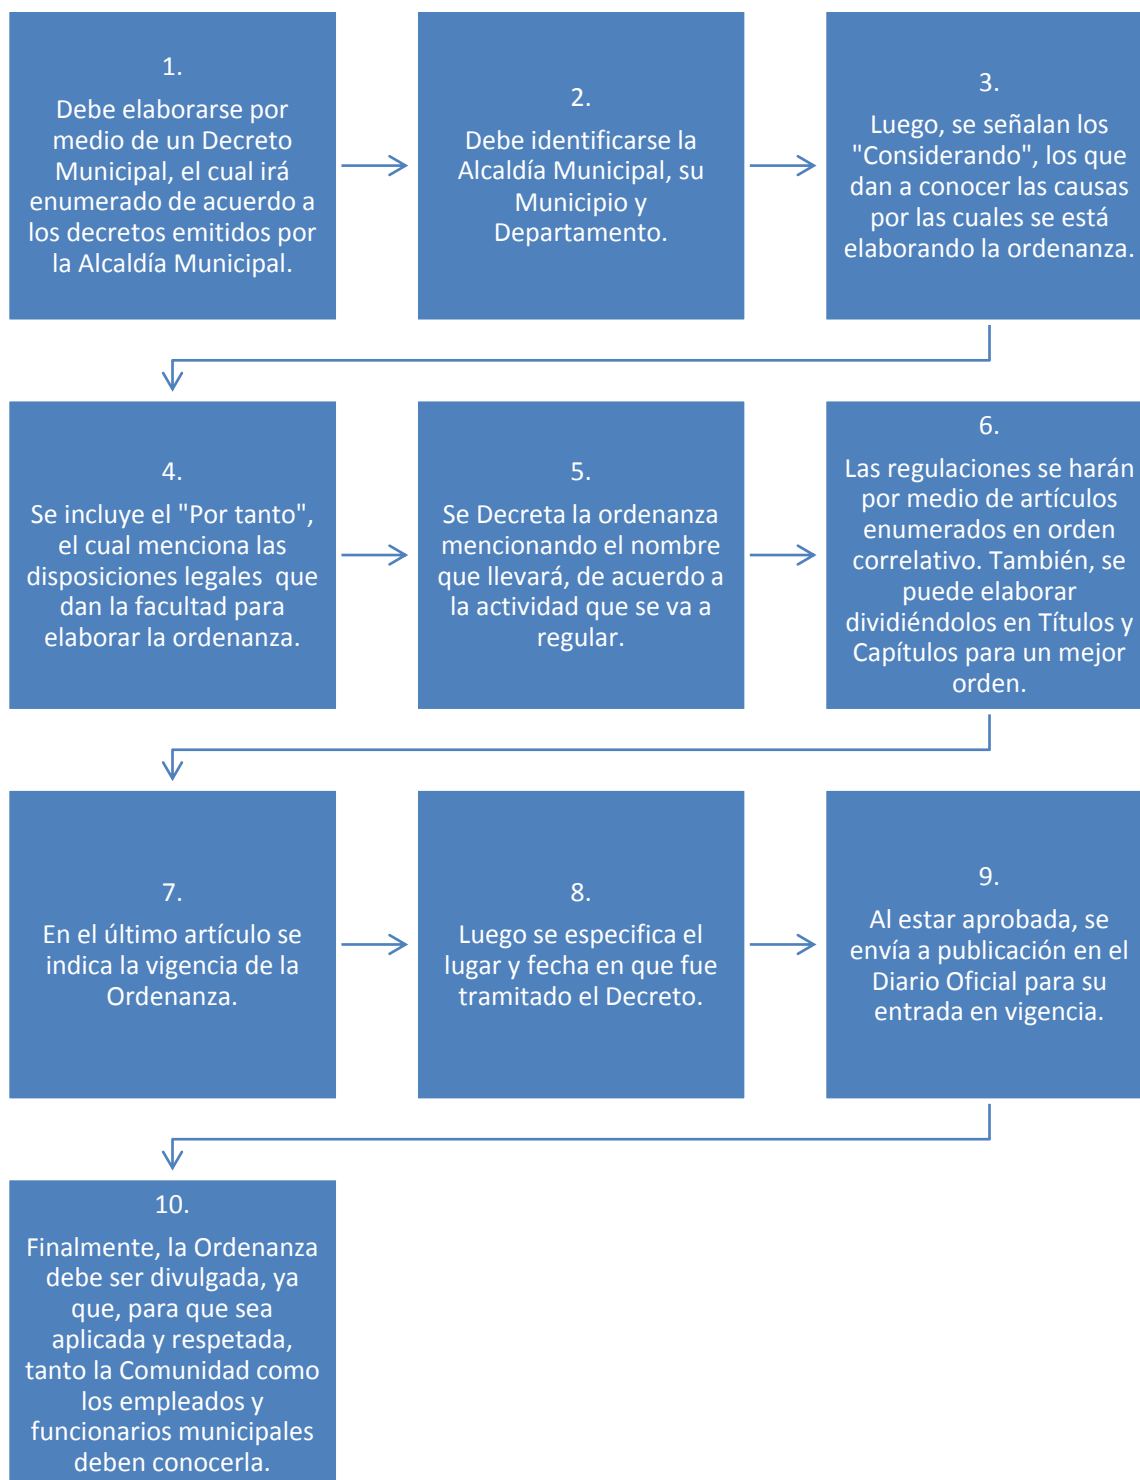 1.
Debe elaborarse por
medio de un Decreto
Municipal, el cual irá
enumerado de acuerdo a
los decretos emitidos por
la Alcaldía Municipal.
2.
Debe identificarse la
Alcaldía Municipal, su
Municipio y
Departamento.
3.
Luego, se señalan los
"Considerando", los que
dan a conocer las causas
por las cuales se está
elaborando la ordenanza.
4.
Se incluye el "Por tanto",
el cual menciona las
disposiciones legales que
dan la facultad para
elaborar la ordenanza.
5.
Se Decreta la ordenanza
mencionando el nombre
que llevará, de acuerdo a
la actividad que se va a
regular.
6.
Las regulaciones se harán
por medio de artículos
enumerados en orden
correlativo. También, se
puede elaborar
dividiéndolos en Títulos y
Capítulos para un mejor
orden.
7.
En el último artículo se
indica la vigencia de la
Ordenanza.
8.
Luego se especifica el
lugar y fecha en que fue
tramitado el Decreto.
9.
Al estar aprobada, se
envía a publicación en el
Diario Oficial para su
entrada en vigencia.
10.
Finalmente, la Ordenanza
debe ser divulgada, ya
que, para que sea
aplicada y respetada,
tanto la Comunidad como
los empleados y
funcionarios municipales
deben conocerla.